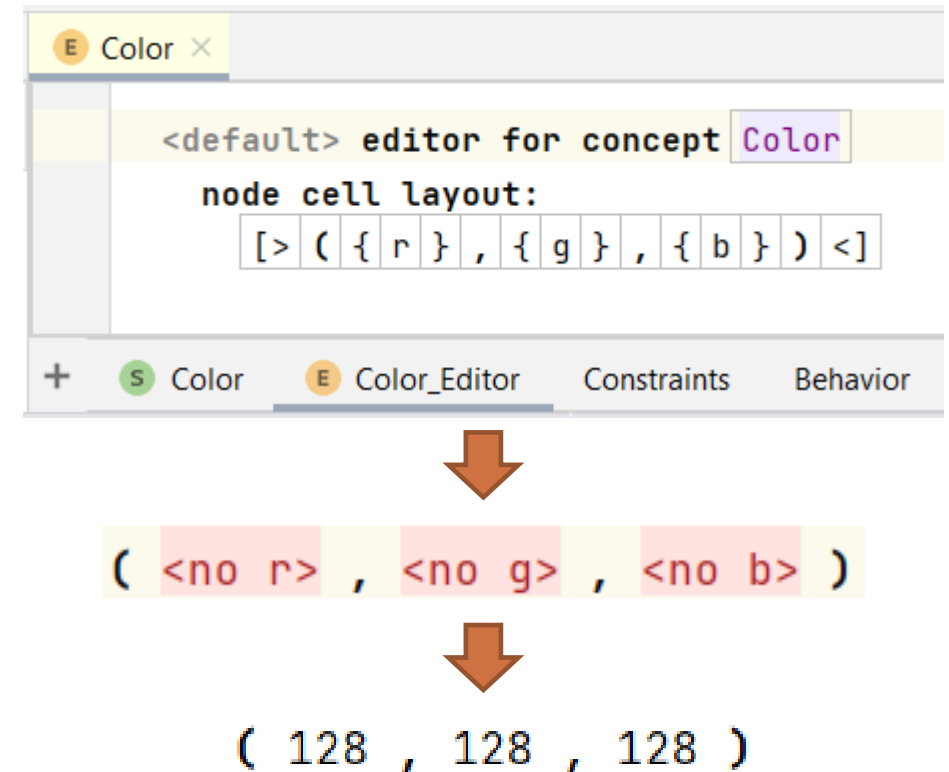 E Color ×
<default> editor for concept Color
node cell layout:
[> ( { r } , { g } , { b } ) <]
+ S Color E Color_Editor Constraints Behavior
( <no r> , <no g> , <no b> )
( 128 , 128 , 128 )